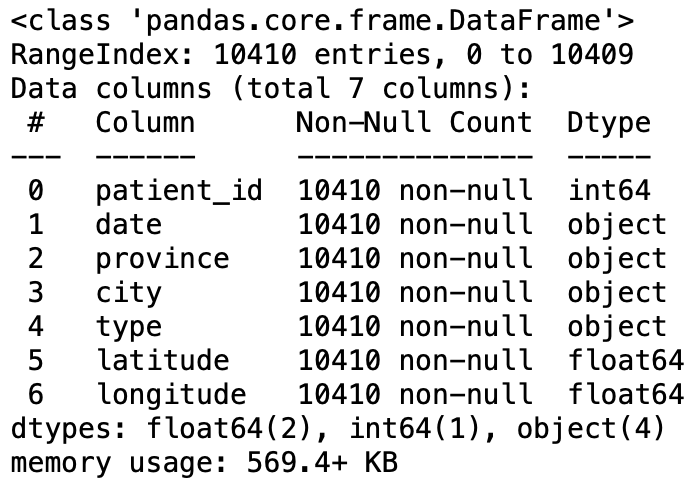 <class 'pandas.core.frame.DataFrame'>
RangeIndex: 10410 entries, 0 to 10409
Data columns (total 7 columns):
 #   Column      Non-Null Count  Dtype
---  ------      --------------  -----
 0   patient_id  10410 non-null  int64
 1   date        10410 non-null  object
 2   province    10410 non-null  object
 3   city        10410 non-null  object
 4   type        10410 non-null  object
 5   latitude    10410 non-null  float64
 6   longitude   10410 non-null  float64
dtypes: float64(2), int64(1), object(4)
memory usage: 569.4+ KB